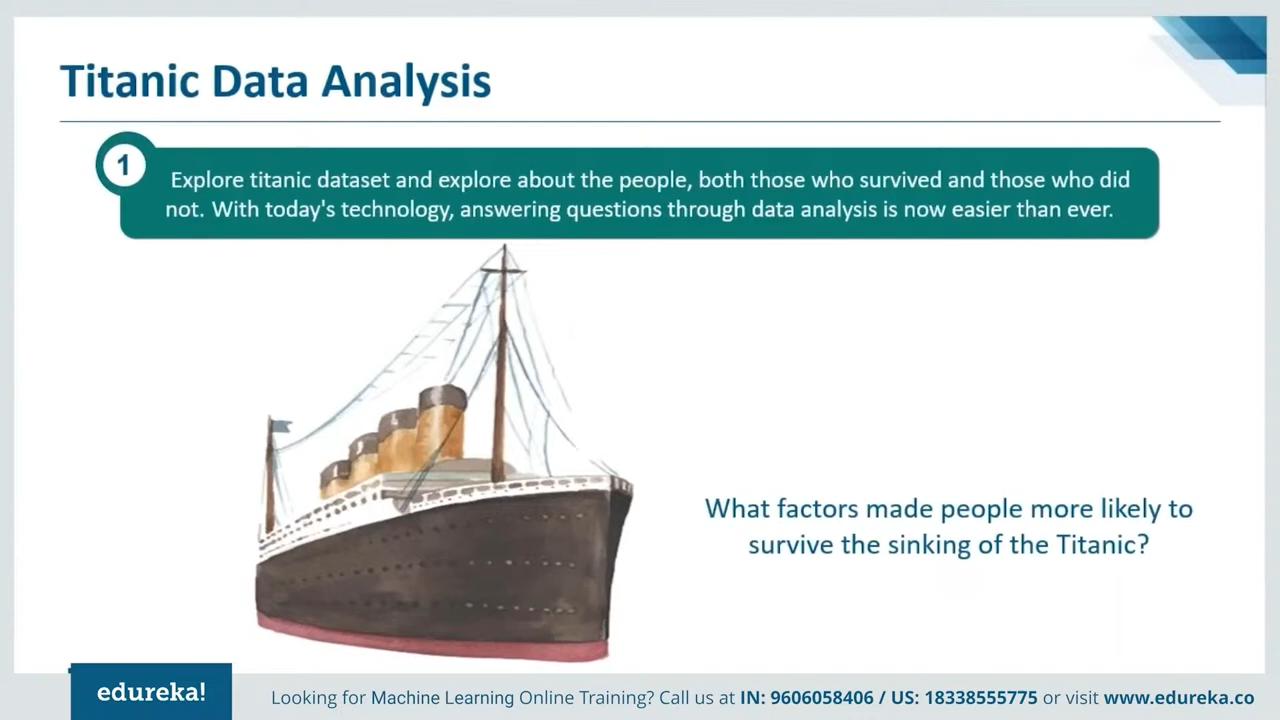 Titanic Data Analysis
1
Explore titanic dataset and explore about the people, both those who survived and those who did
not. With today's technology, answering questions through data analysis is now easier than ever.
What factors made people more likely to
survive the sinking of the Titanic?
edureka!
Looking for Machine Learning Online Training? Call us at IN: 9606058406 / US: 18338555775 or visit www.edureka.co